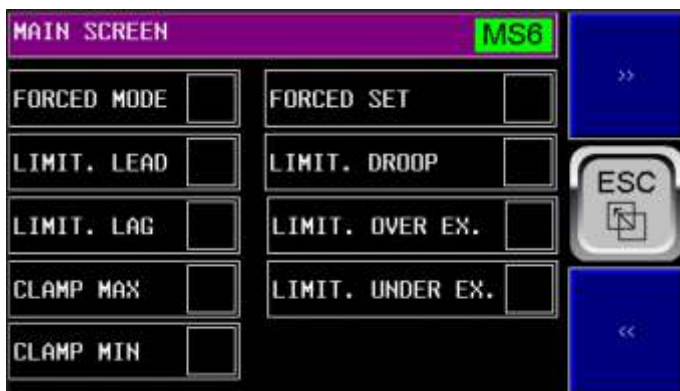 MAIN SCREEN MS6
>>
FORCED MODE FORCED SET
LIMIT. LEAD LIMIT. DROOP
ESC
LIMIT. LAG LIMIT. OVER EX.
CLAMP MAX LIMIT. UNDER EX.
CLAMP MIN
<<